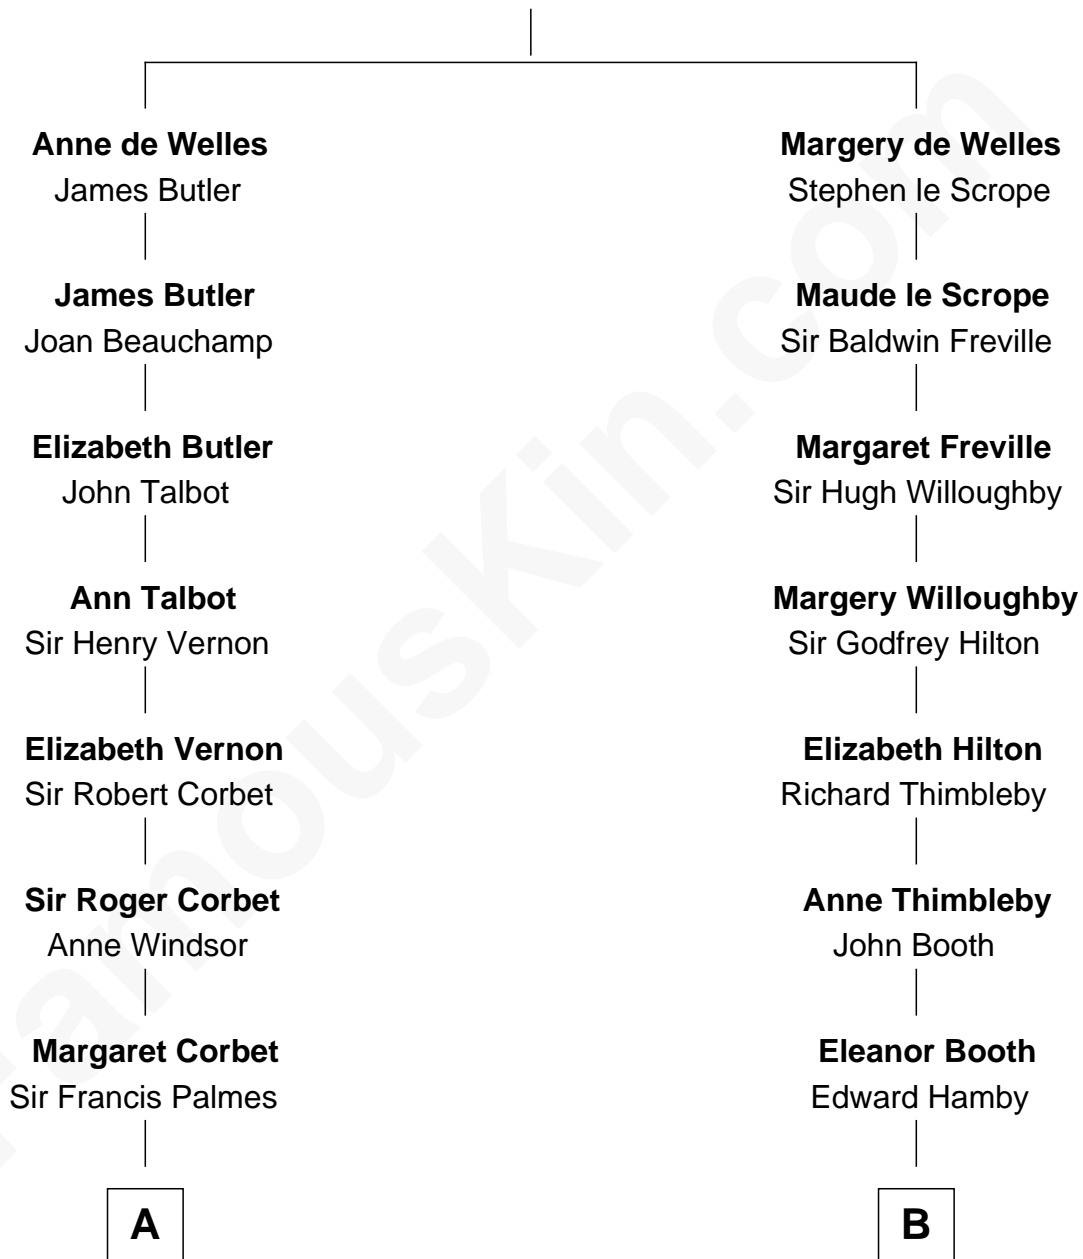 Anne de Welles
James Butler
James Butler
Joan Beauchamp
Elizabeth Butler
John Talbot
Ann Talbot
Sir Henry Vernon
Elizabeth Vernon
Sir Robert Corbet
Sir Roger Corbet
Anne Windsor
Margaret Corbet
Sir Francis Palmes
A
Margery de Welles
Stephen le Scrope
Maude le Scrope
Sir Baldwin Freville
Margaret Freville
Sir Hugh Willoughby
Margery Willoughby
Sir Godfrey Hilton
Elizabeth Hilton
Richard Thimbleby
Anne Thimbleby
John Booth
Eleanor Booth
Edward Hamby
B
FamousKin.com